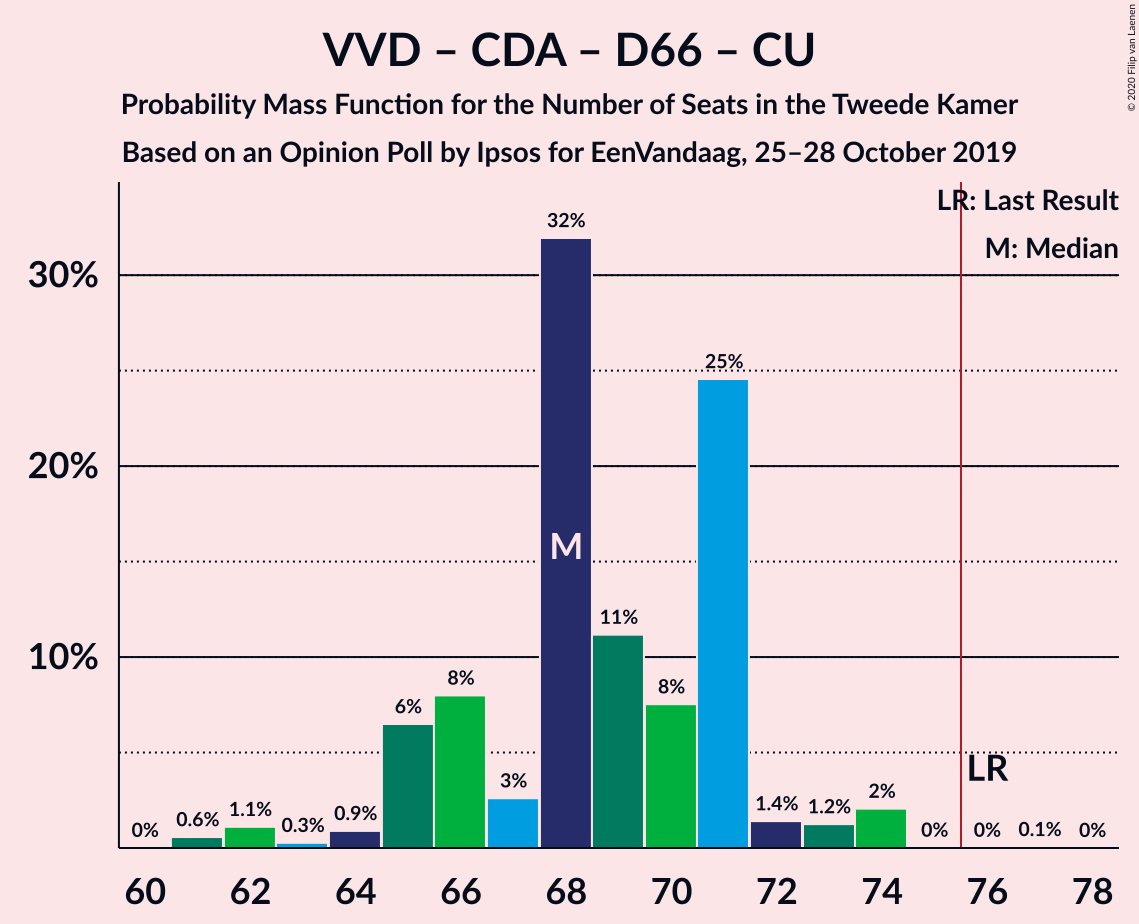 VVD – CDA – D66 – CU
Probability Mass Function for the Number of Seats in the Tweede Kamer
Based on an Opinion Poll by Ipsos for EenVandaag, 25–28 October 2019
© 2020 Filip van Laenen
LR: Last Result
M: Median
30%
20%
10%
0%
0.6%
1.1%
0.3%
0.9%
6%
8%
3%
32%
11%
8%
25%
1.4%
1.2%
2%
0%
0%
0.1%
0%
M
LR
60 62 64 66 68 70 72 74 76 78